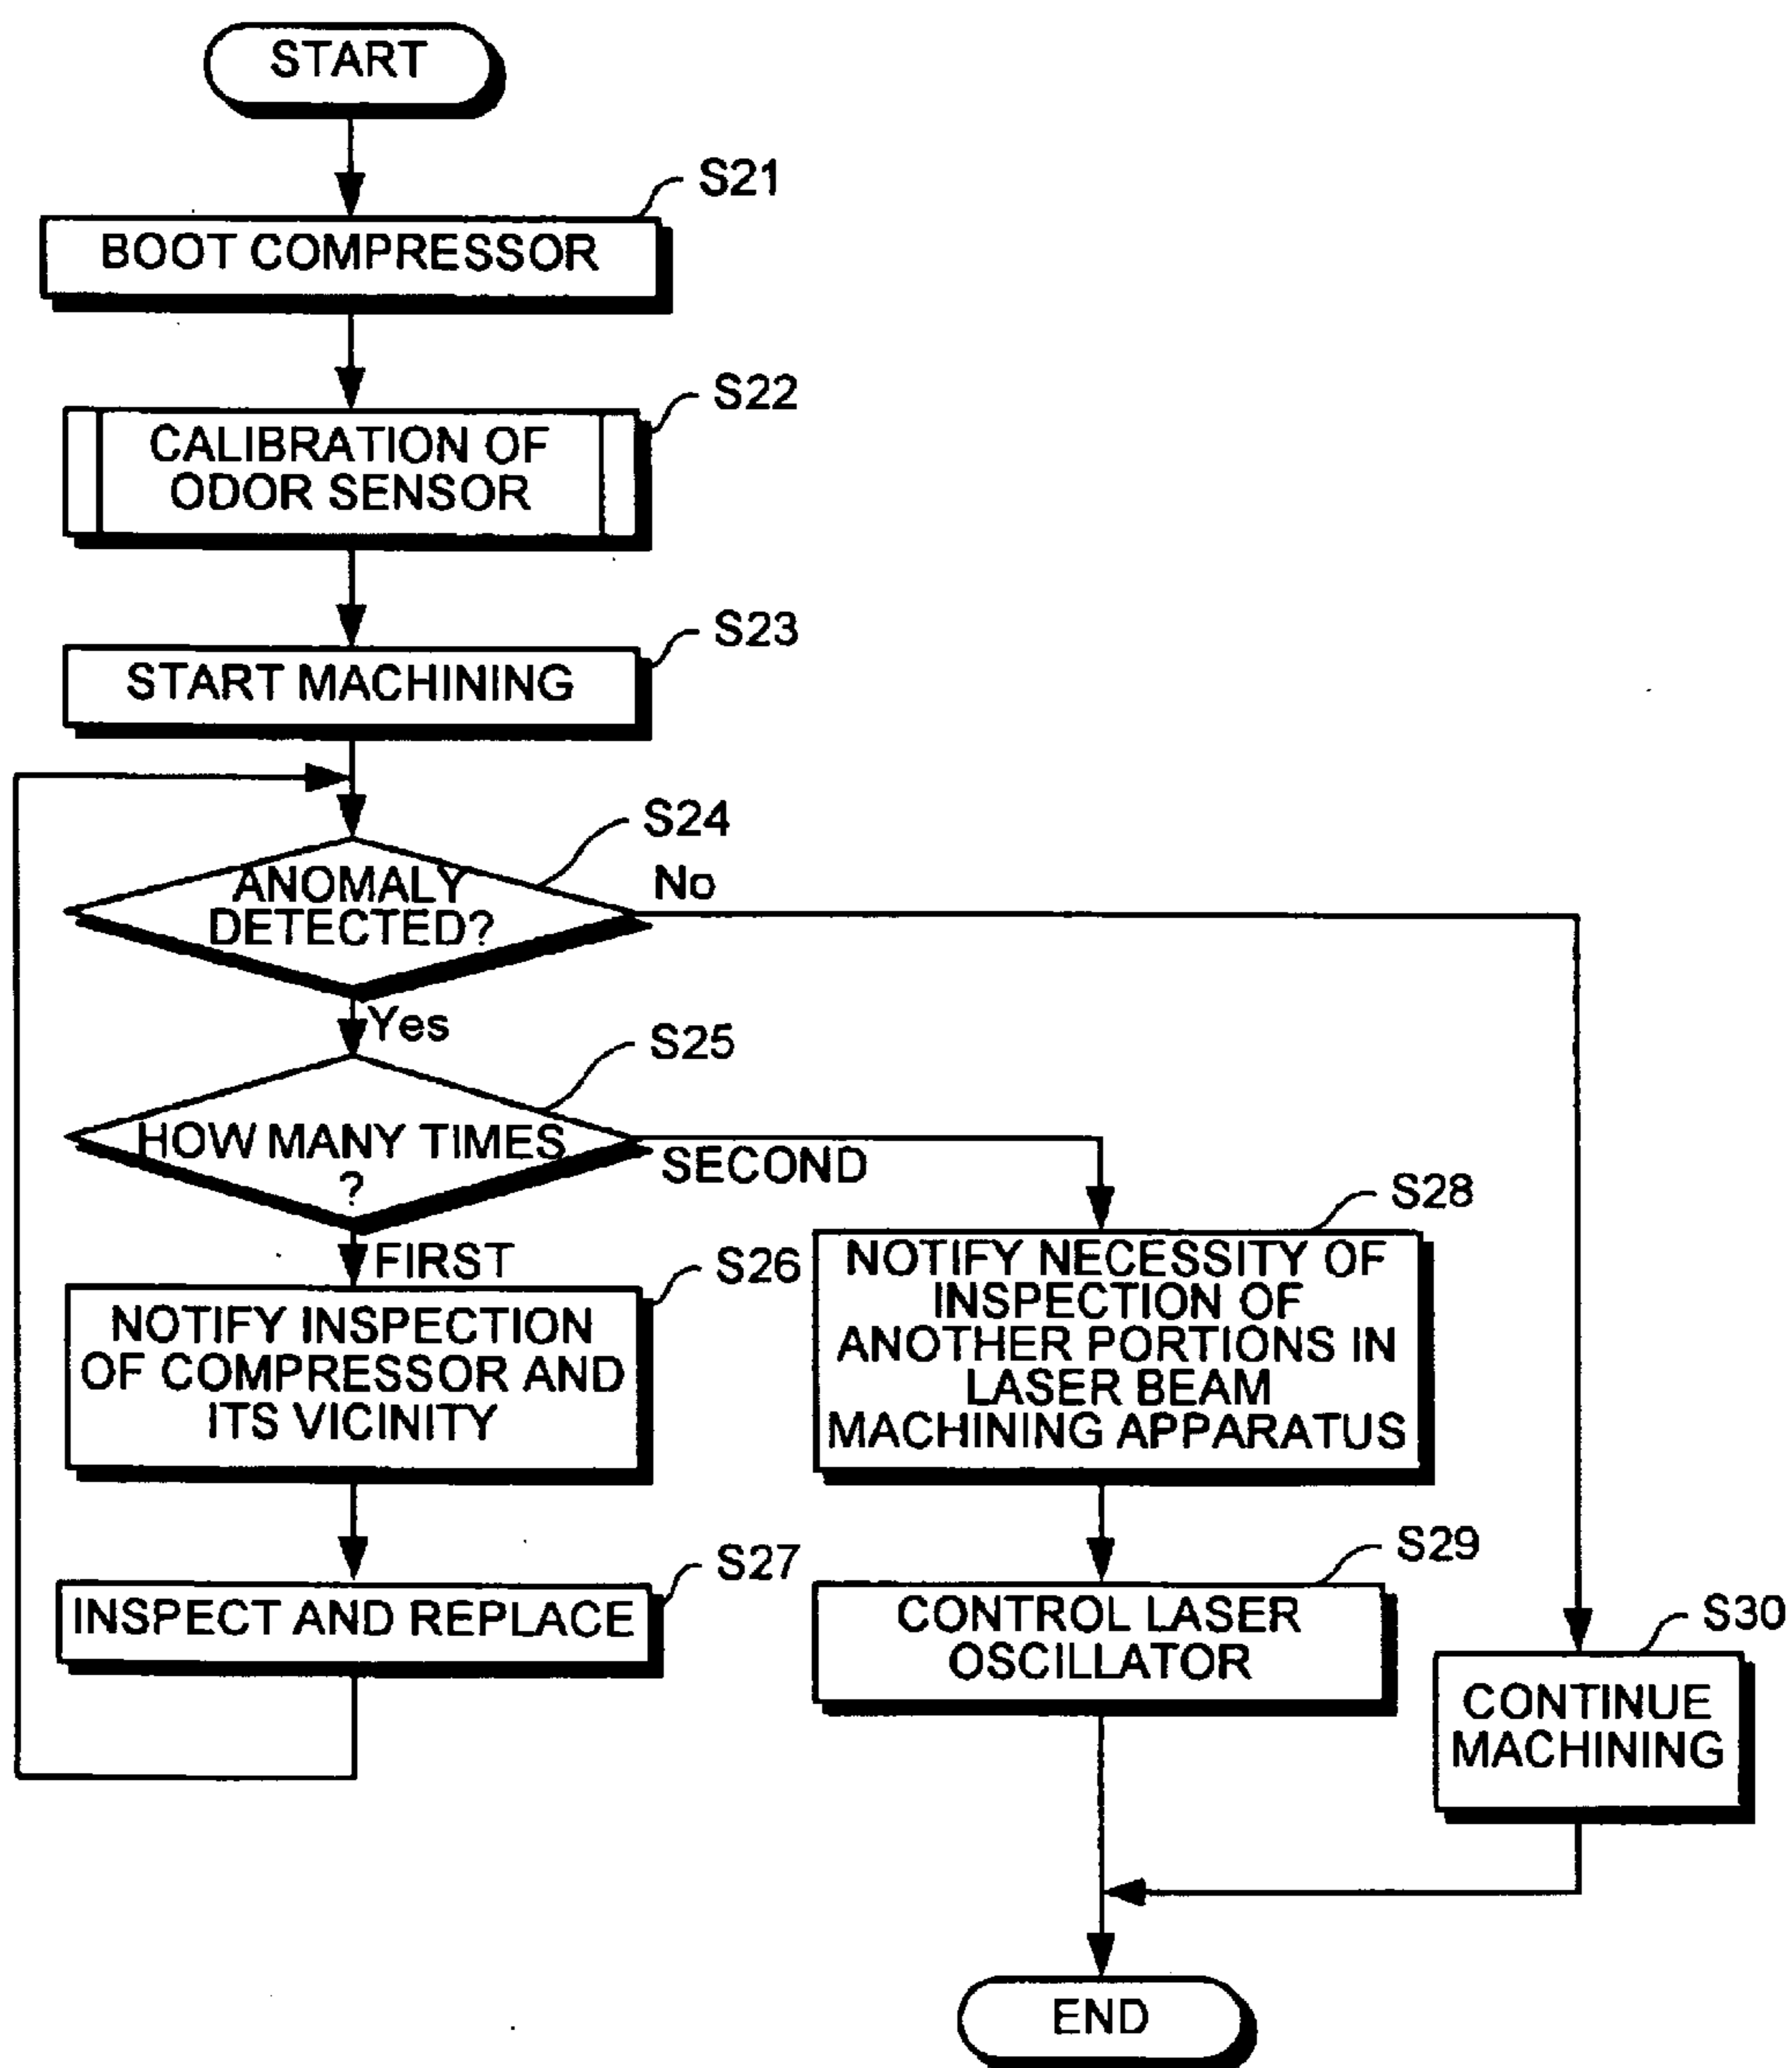 START
S21
BOOT COMPRESSOR
S22
CALIBRATION OF
ODOR SENSOR
S23
START MACHINING
S24
ANOMALY
DETECTED?
No
Yes
S25
HOW MANY TIMES
?
SECOND
FIRST
S26
NOTIFY INSPECTION
OF COMPRESSOR AND
ITS VICINITY
S27
INSPECT AND REPLACE
S28
NOTIFY NECESSITY OF
INSPECTION OF
ANOTHER PORTIONS IN
LASER BEAM
MACHINING APPARATUS
S29
CONTROL LASER
OSCILLATOR
S30
CONTINUE
MACHINING
END